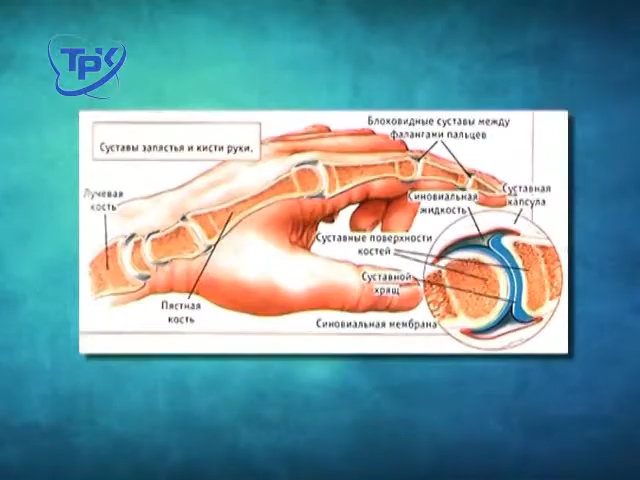 ТРК
Суставы запястья и кисти руки.
Блоковидные суставы между
фалангами пальцев
Лучевая
кость
Синовиальная
жидкость
Суставная
капсула
Суставные поверхности
костей
Суставной
хрящ
Пястная
кость
Синовиальная мембрана